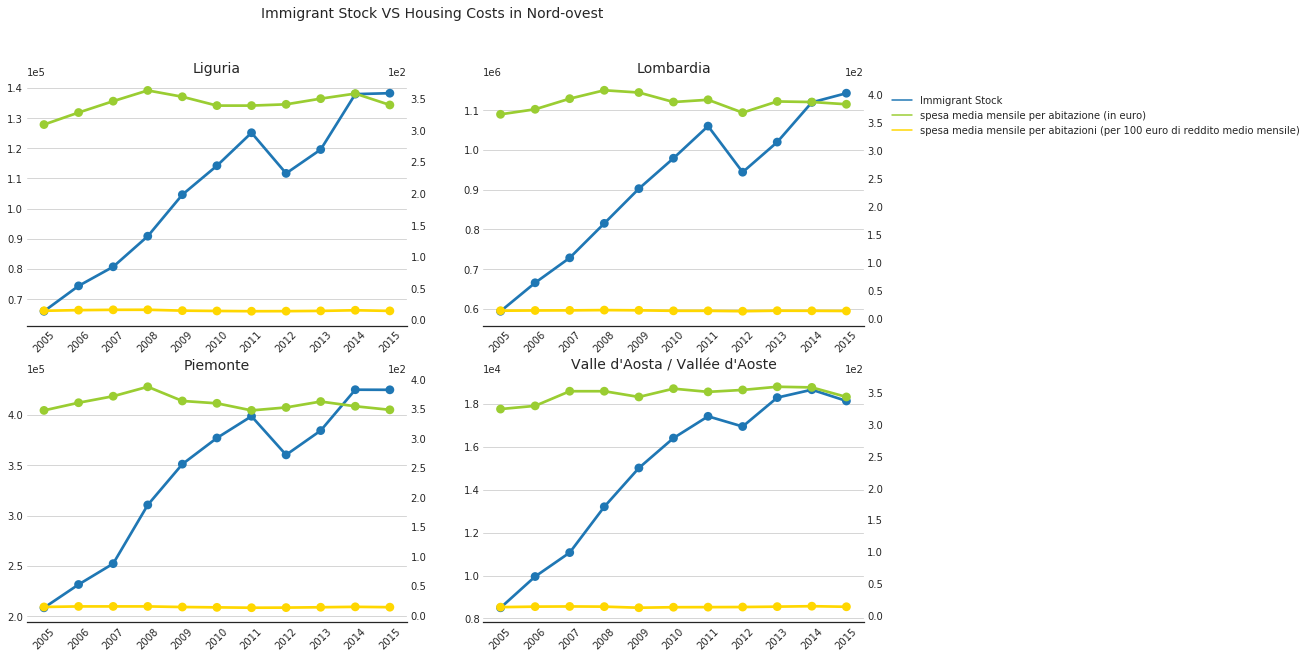 Immigrant Stock VS Housing Costs in Nord-ovest
Liguria
1e5
1e2
1.4
1.3
1.2
1.1
1.0
0.9
0.8
0.7
3.5
3.0
2.5
2.0
1.5
1.0
0.5
0.0
2005 2006 2007 2008 2009 2010 2011 2012 2013 2014 2015
Lombardia
1e6
1e2
1.1
1.0
0.9
0.8
0.7
0.6
4.0
3.5
3.0
2.5
2.0
1.5
1.0
0.5
0.0
2005 2006 2007 2008 2009 2010 2011 2012 2013 2014 2015
Immigrant Stock
spesa media mensile per abitazione (in euro)
spesa media mensile per abitazioni (per 100 euro di reddito medio mensile)
Piemonte
1e5
1e2
4.0
3.5
3.0
2.5
2.0
4.0
3.5
3.0
2.5
2.0
1.5
1.0
0.5
0.0
2005 2006 2007 2008 2009 2010 2011 2012 2013 2014 2015
Valle d'Aosta / Vallée d'Aoste
1e4
1e2
1.8
1.6
1.4
1.2
1.0
0.8
3.5
3.0
2.5
2.0
1.5
1.0
0.5
0.0
2005 2006 2007 2008 2009 2010 2011 2012 2013 2014 2015